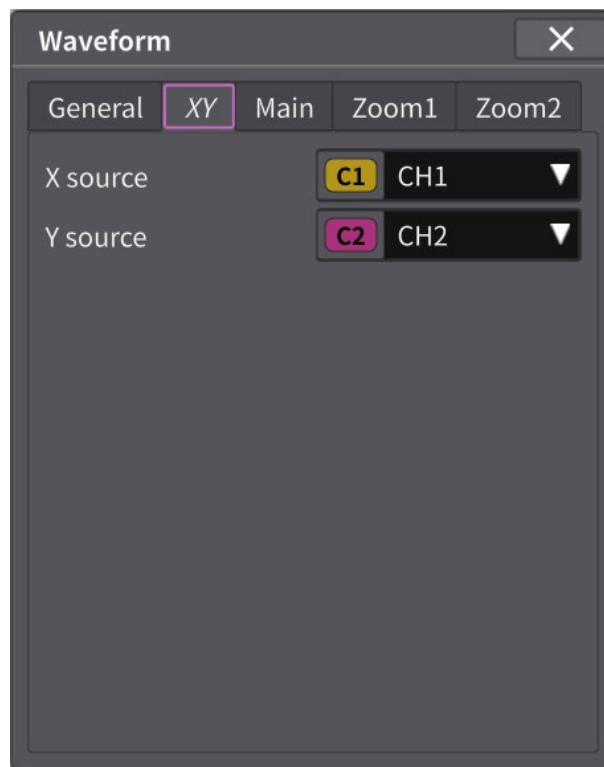 Waveform
General XY Main Zoom1 Zoom2
X source C1 CH1
Y source C2 CH2